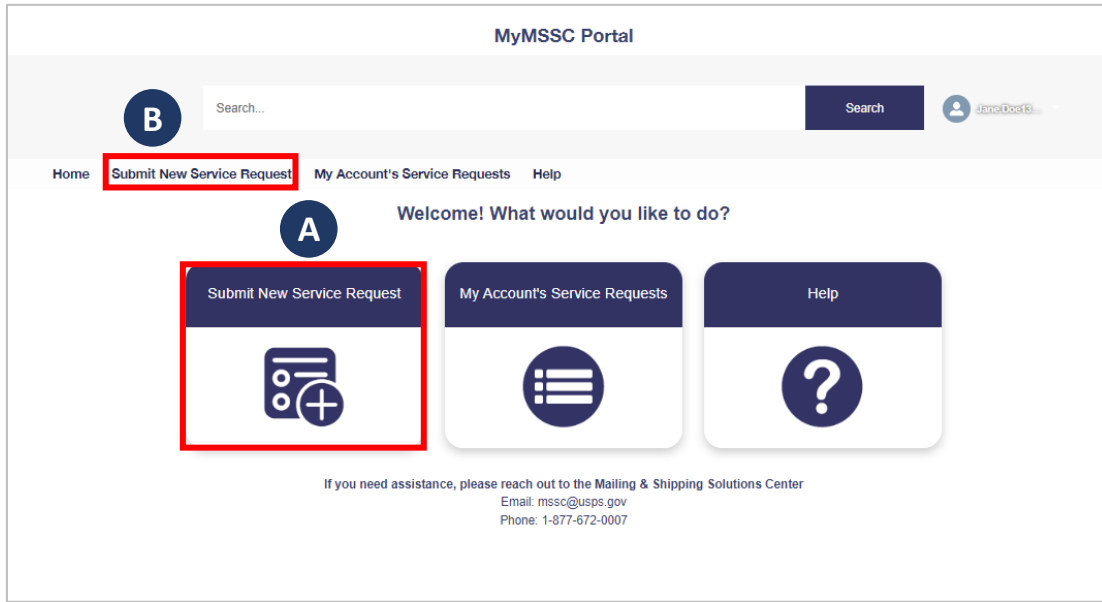 MyMSSC Portal
B
Search...
Search
Jane.Doe13...
Home Submit New Service Request My Account's Service Requests Help
Welcome! What would you like to do?
A
Submit New Service Request
My Account's Service Requests
Help
If you need assistance, please reach out to the Mailing & Shipping Solutions Center
Email: mssc@usps.gov
Phone: 1-877-672-0007